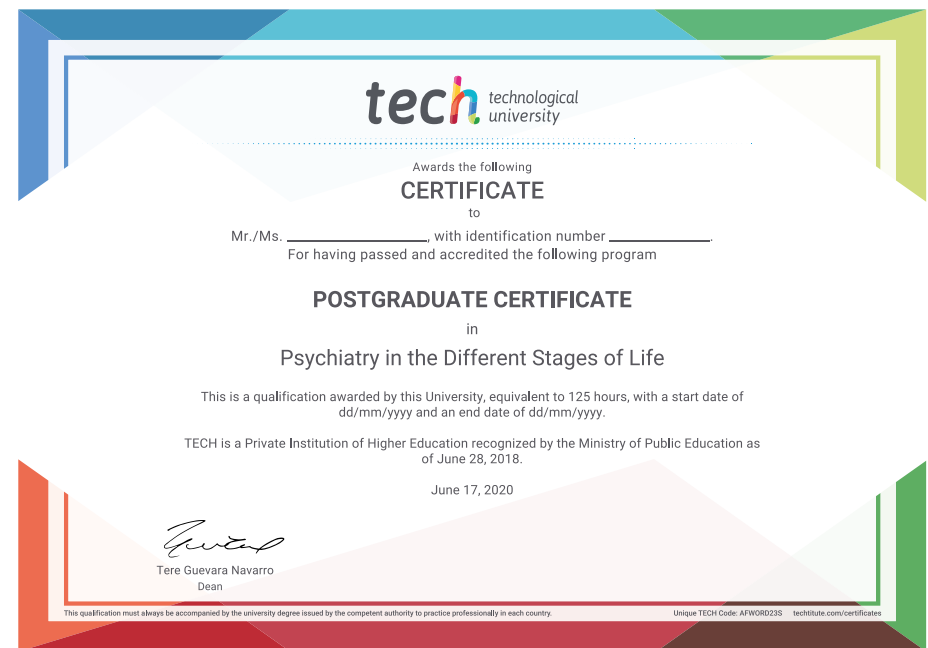 tech technological
university
Awards the following
CERTIFICATE
to
Mr./Ms. ____________, with identification number ____________.
For having passed and accredited the following program
POSTGRADUATE CERTIFICATE
in
Psychiatry in the Different Stages of Life
This is a qualification awarded by this University, equivalent to 125 hours, with a start date of
dd/mm/yyyy and an end date of dd/mm/yyyy.
TECH is a Private Institution of Higher Education recognized by the Ministry of Public Education as
of June 28, 2018.
June 17, 2020
Tere Guevara Navarro
Dean
This qualification must always be accompanied by the university degree issued by the competent authority to practice professionally in each country.
Unique TECH Code: AFWORD23S techtitute.com/certificates